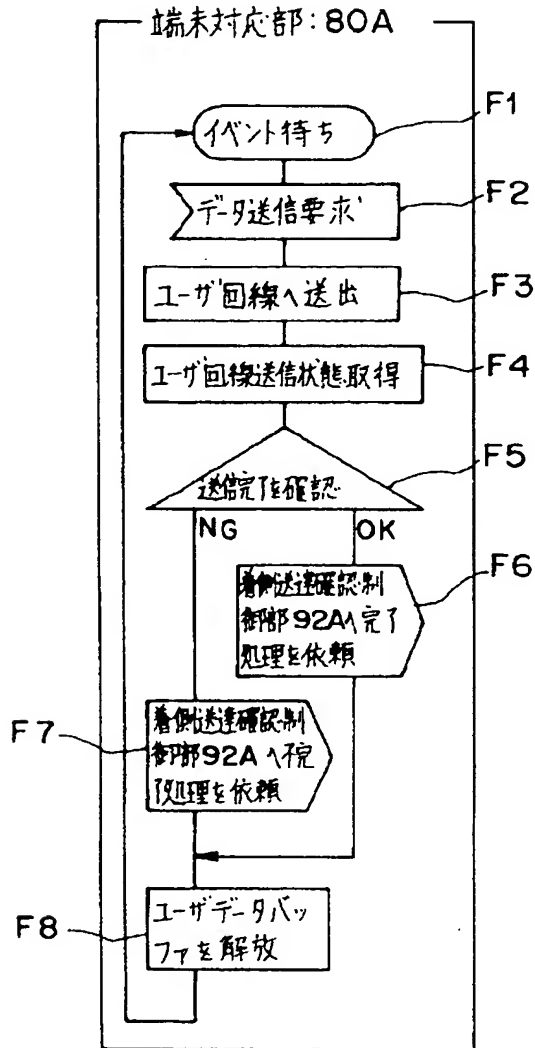 端末対応部:80A
イベント待ち
F1
データ送信要求
F2
ユーザ回線へ送出
F3
ユーザ回線送信状態取得
F4
送信完了を確認
F5
NG
OK
着側送達確認制
御部92Aへ完了
処理を依頼
F6
F7
着側送達確認制
御部92Aへ不完
了処理を依頼
F8
ユーザデータバッ
ファを解放